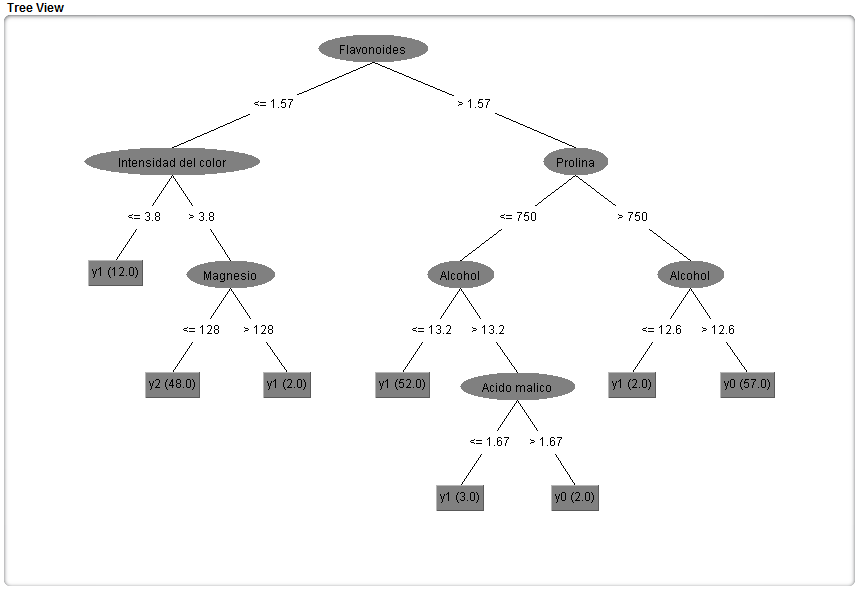 Tree View
Flavonoides
<= 1.57
> 1.57
Intensidad del color
Prolina
<= 3.8
> 3.8
<= 750
> 750
y1 (12.0)
Magnesio
Alcohol
Alcohol
<= 128
> 128
<= 13.2
> 13.2
<= 12.6
> 12.6
y2 (48.0)
y1 (2.0)
y1 (52.0)
Acido malico
y1 (2.0)
y0 (57.0)
<= 1.67
> 1.67
y1 (3.0)
y0 (2.0)